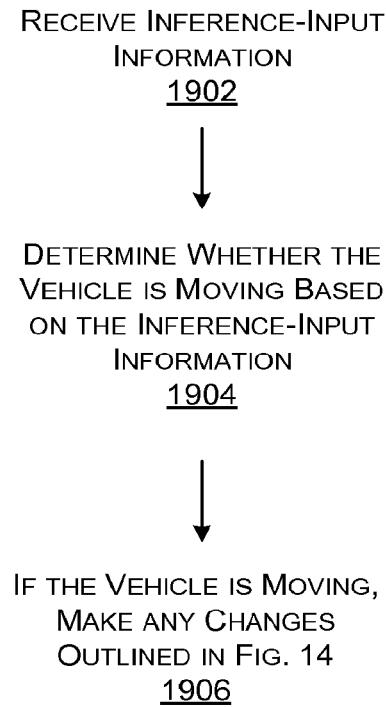 RECEIVE INFERENCE-INPUT
INFORMATION
1902
DETERMINE WHETHER THE
VEHICLE IS MOVING BASED
ON THE INFERENCE-INPUT
INFORMATION
1904
IF THE VEHICLE IS MOVING,
MAKE ANY CHANGES
OUTLINED IN FIG. 14
1906